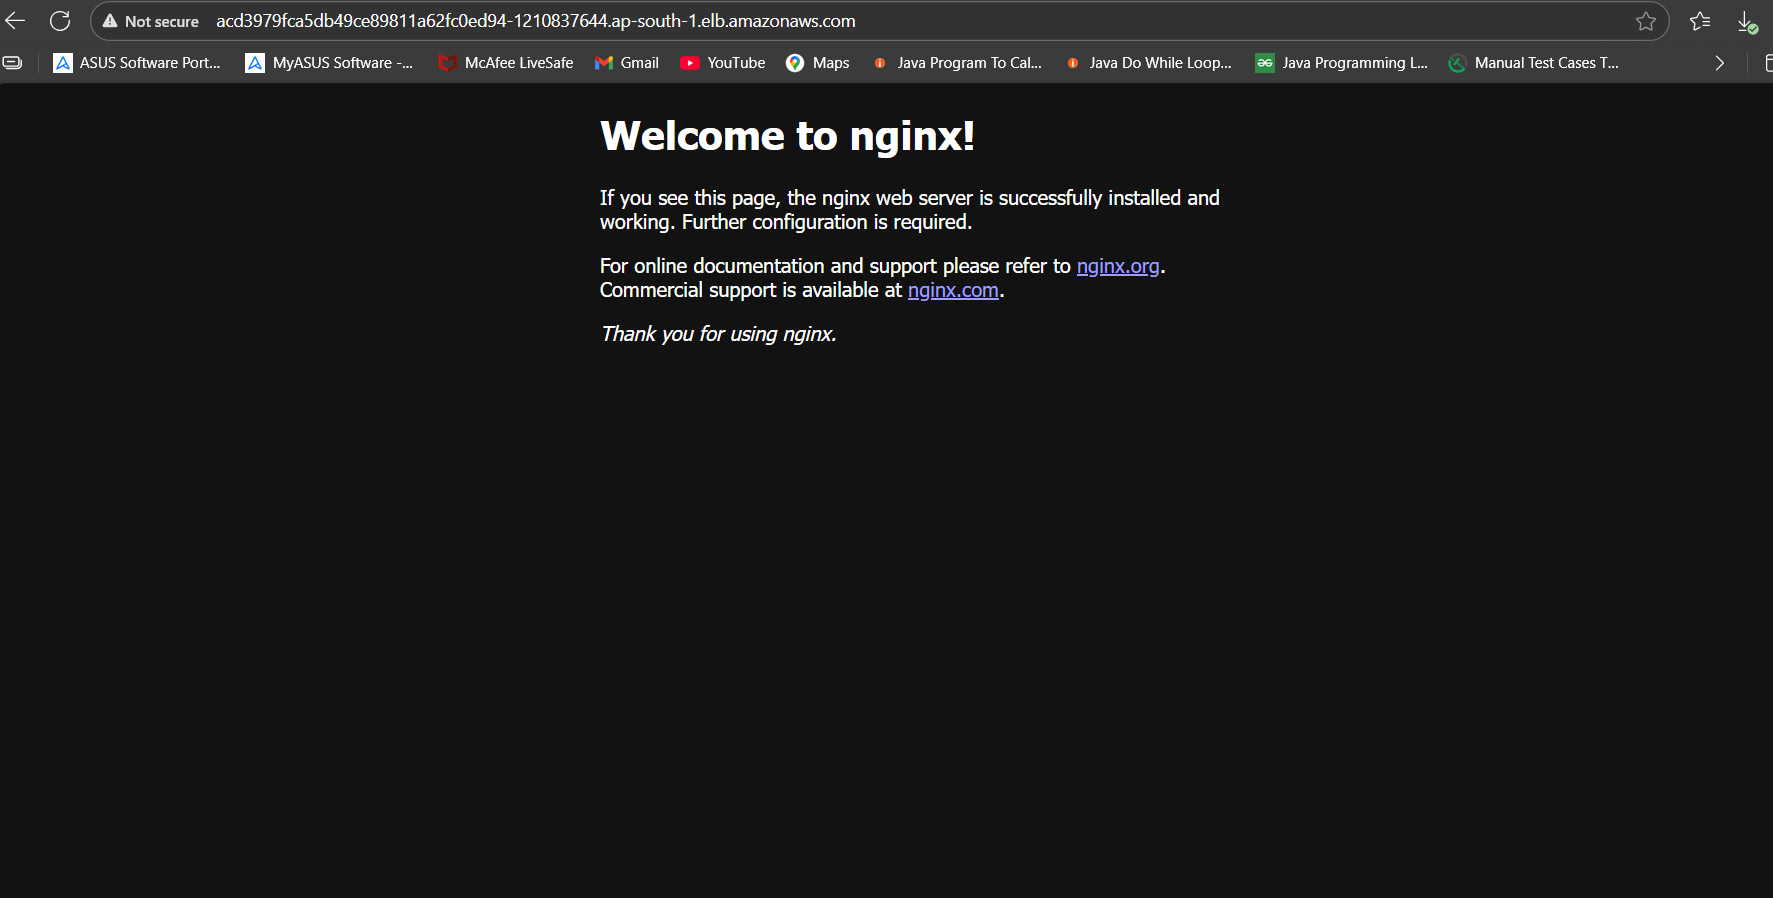 Not secure acd3979fca5db49ce89811a62fc0ed94-1210837644.ap-south-1.elb.amazonaws.com
ASUS Software Port... MyASUS Software -... McAfee LiveSafe Gmail YouTube Maps Java Program To Cal... Java Do While Loop... Java Programming L... Manual Test Cases T...
Welcome to nginx!
If you see this page, the nginx web server is successfully installed and
working. Further configuration is required.
For online documentation and support please refer to nginx.org.
Commercial support is available at nginx.com.
Thank you for using nginx.